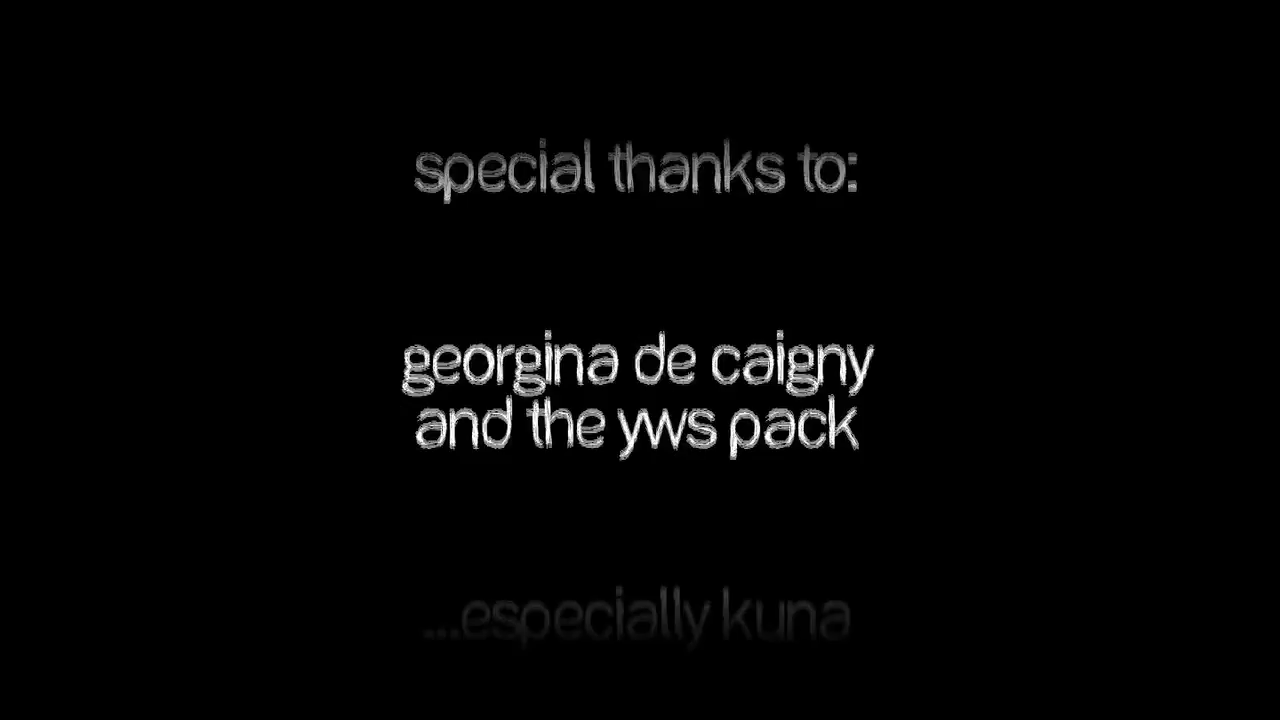 special thanks to:
georgina de caigny
and the yws pack
...especially kuna